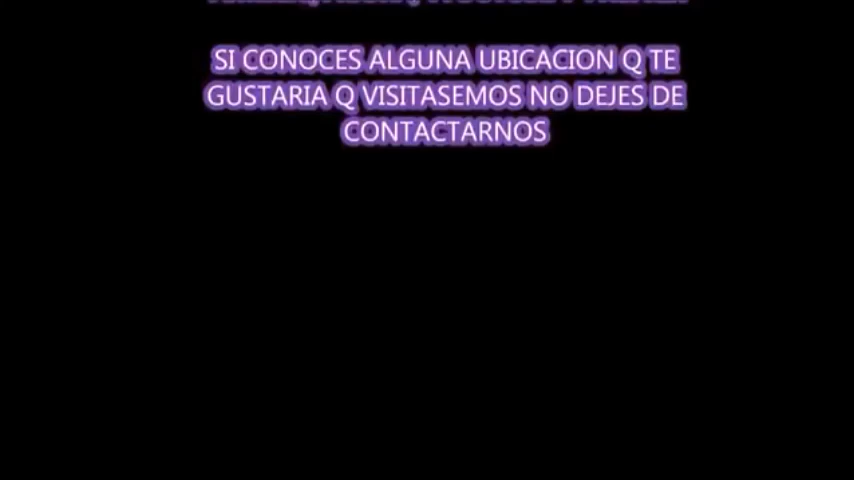 SI CONOCES ALGUNA UBICACION Q TE
GUSTARIA Q VISITASEMOS NO DEJES DE
CONTACTARNOS